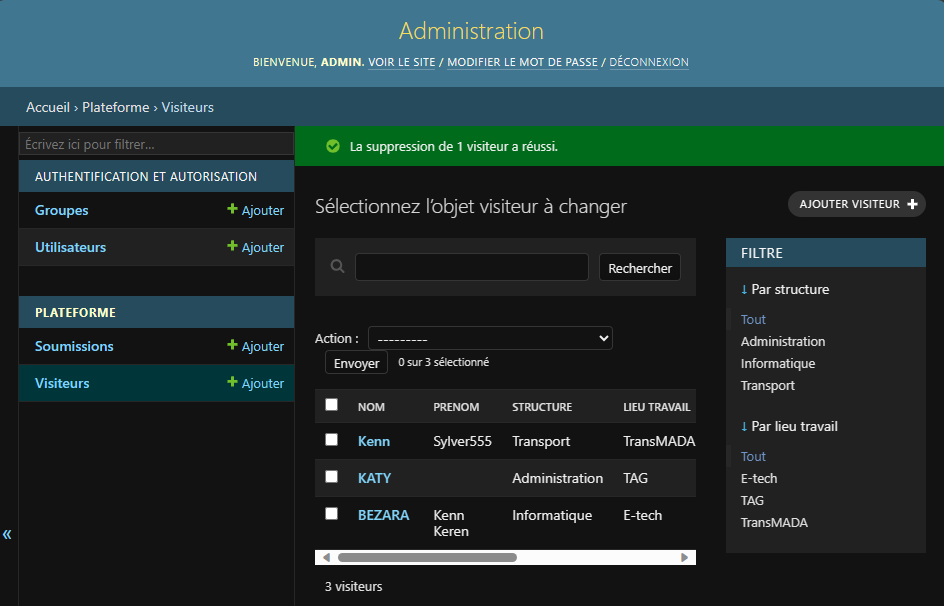 Administration
BIENVENUE, ADMIN. VOIR LE SITE / MODIFIER LE MOT DE PASSE / DÉCONNEXION
Accueil › Plateforme › Visiteurs
Écrivez ici pour filtrer...
AUTHENTIFICATION ET AUTORISATION
Groupes + Ajouter
Utilisateurs + Ajouter
PLATEFORME
Soumissions + Ajouter
Visiteurs + Ajouter
«
La suppression de 1 visiteur a réussi.
Sélectionnez l’objet visiteur à changer
AJOUTER VISITEUR +
Rechercher
Action : ---------
Envoyer 0 sur 3 sélectionné
NOM PRENOM STRUCTURE LIEU TRAVAIL
Kenn Sylver555 Transport TransMADA
KATY Administration TAG
BEZARA Kenn Informatique E-tech
Keren
3 visiteurs
FILTRE
↓ Par structure
Tout
Administration
Informatique
Transport
↓ Par lieu travail
Tout
E-tech
TAG
TransMADA